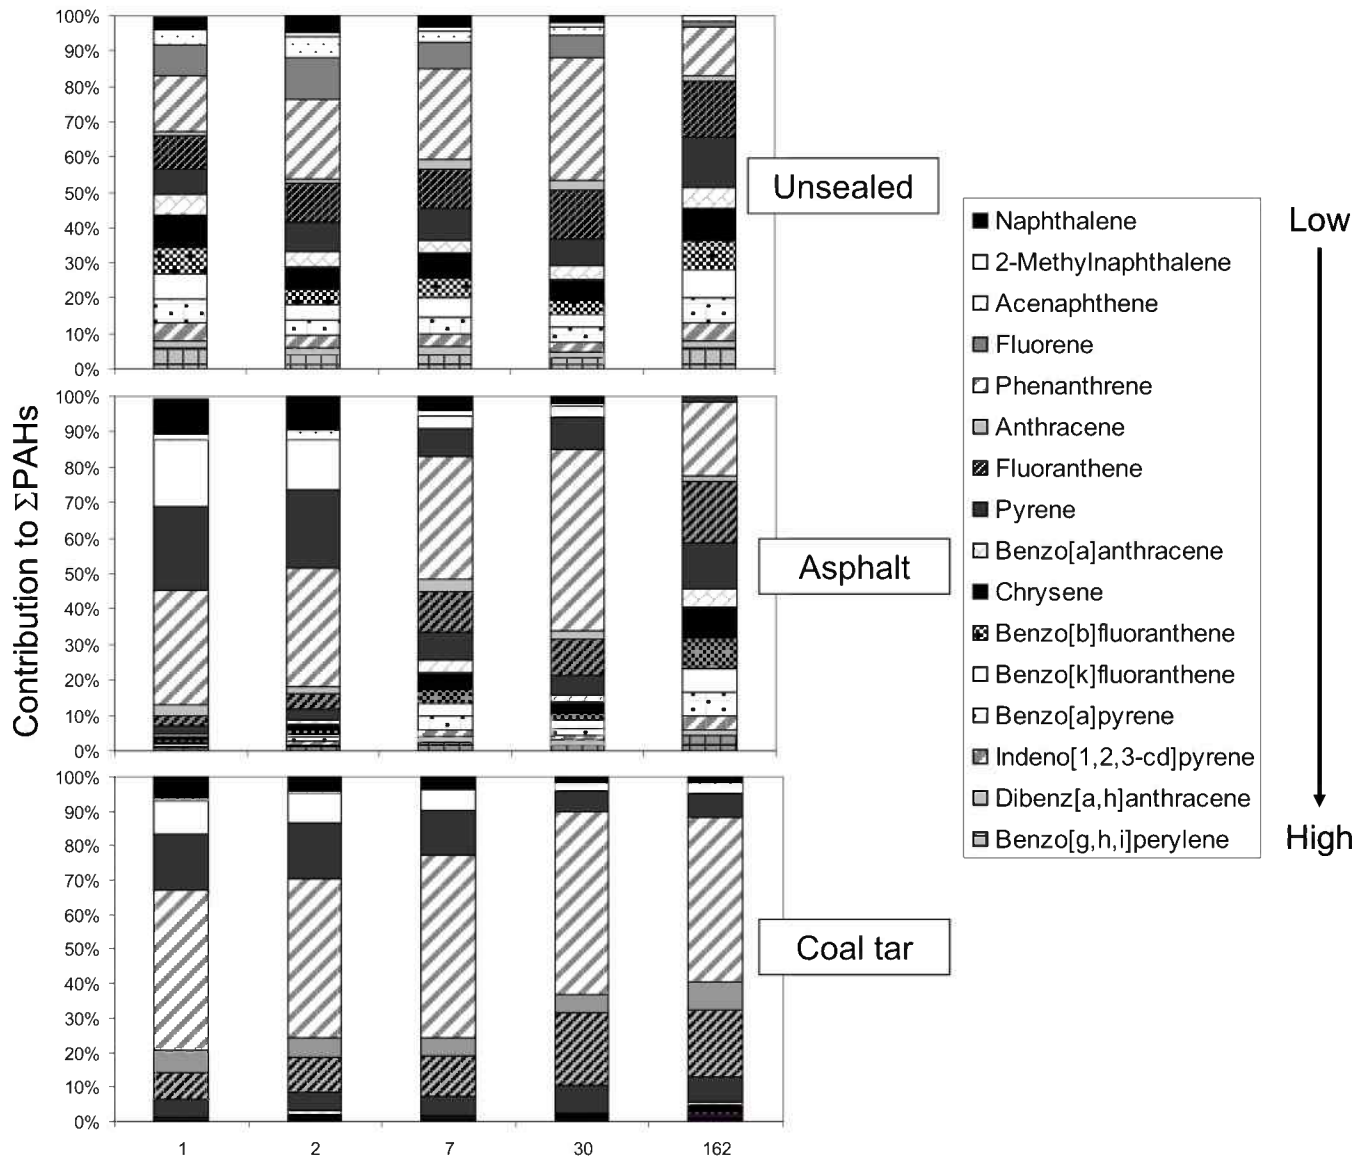 Contribution to ΣPAHs
100%
90%
80%
70%
60%
50%
40%
30%
20%
10%
0%
Unsealed
100%
90%
80%
70%
60%
50%
40%
30%
20%
10%
0%
Asphalt
100%
90%
80%
70%
60%
50%
40%
30%
20%
10%
0%
Coal tar
1 2 7 30 162
Naphthalene
2-Methylnaphthalene
Acenaphthene
Fluorene
Phenanthrene
Anthracene
Fluoranthene
Pyrene
Benzo[a]anthracene
Chrysene
Benzo[b]fluoranthene
Benzo[k]fluoranthene
Benzo[a]pyrene
Indeno[1,2,3-cd]pyrene
Dibenz[a,h]anthracene
Benzo[g,h,i]perylene
Low
High